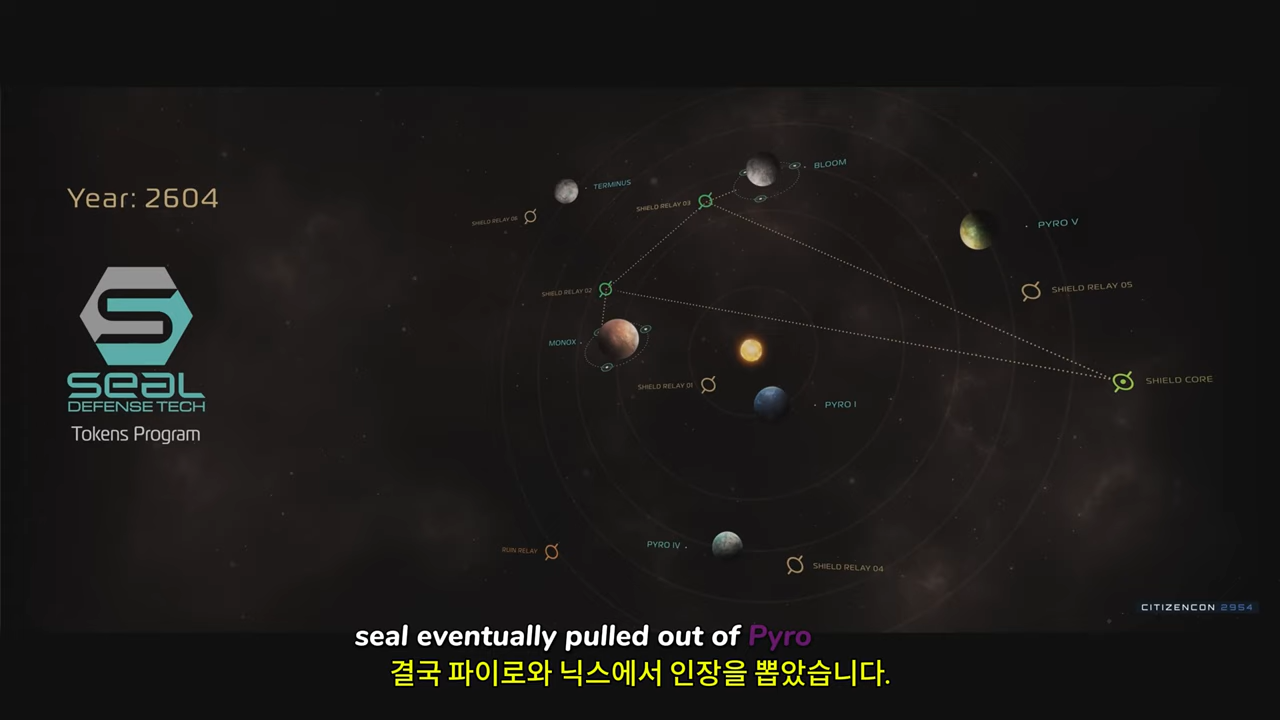 Year: 2604
seal
DEFENSE TECH
Tokens Program
TERMINUS
SHIELD RELAY 06
SHIELD RELAY 03
BLOOM
PYRO V
SHIELD RELAY 05
SHIELD RELAY 02
MONOX
SHIELD RELAY 01
PYRO I
SHIELD CORE
PYRO IV
RUIN RELAY
SHIELD RELAY 04
CITIZENCON 2954
seal eventually pulled out of Pyro
결국 파이로와 닉스에서 인장을 뽑았습니다.